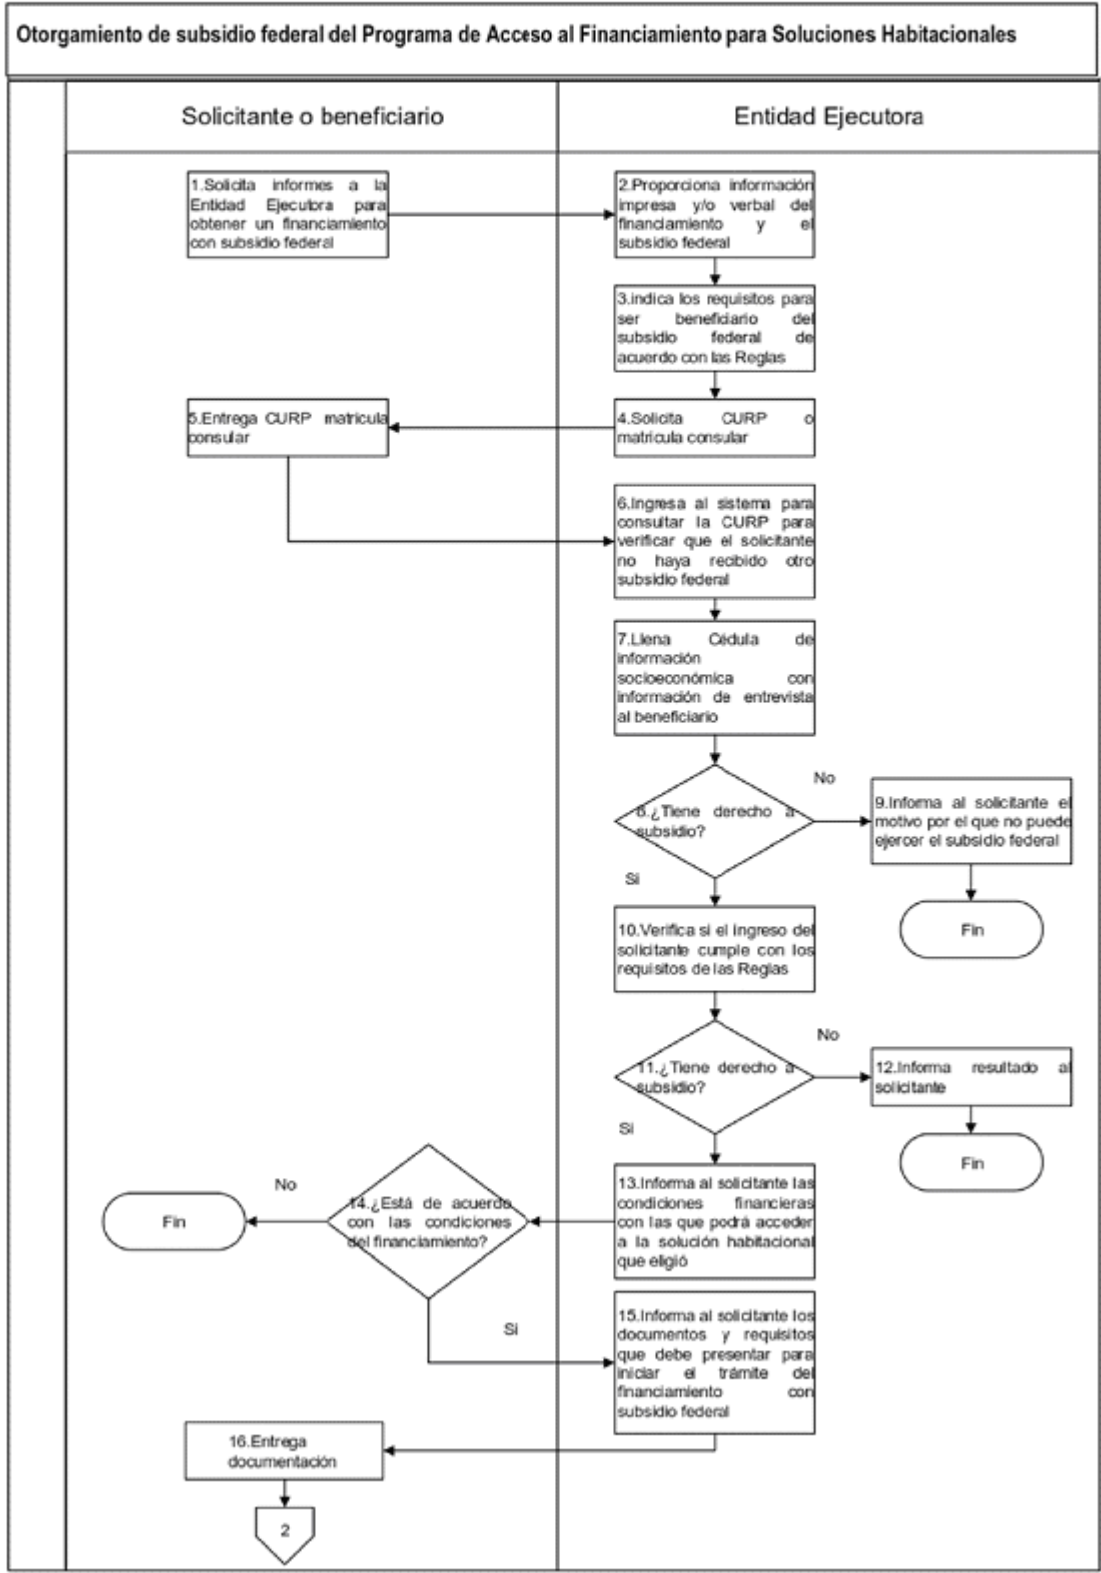 Otorgamiento de subsidio federal del Programa de Acceso al Financiamiento para Soluciones Habitacionales
Solicitante o beneficiario
Entidad Ejecutora
1.Solicita informes a la
Entidad Ejecutora para
obtener un financiamiento
con subsidio federal
2.Proporciona información
impresa y/o verbal del
financiamiento y el
subsidio federal
3.indica los requisitos para
ser beneficiario del
subsidio federal de
acuerdo con las Reglas
4.Solicita CURP o
matricula consular
5.Entrega CURP matricula
consular
6.Ingresa al sistema para
consultar la CURP para
verificar que el solicitante
no haya recibido otro
subsidio federal
7.Llena Cédula de
información
socioeconómica con
información de entrevista
al beneficiario
8.¿Tiene derecho a
subsidio?
No
9.Informa al solicitante el
motivo por el que no puede
ejercer el subsidio federal
Fin
Si
10.Verifica si el ingreso del
solicitante cumple con los
requisitos de las Reglas
11.¿Tiene derecho a
subsidio?
No
12.Informa resultado al
solicitante
Fin
Si
13.Informa al solicitante las
condiciones financieras
con las que podrá acceder
a la solución habitacional
que eligió
14.¿Está de acuerdo
con las condiciones
del financiamiento?
No
Fin
Si
15.Informa al solicitante los
documentos y requisitos
que debe presentar para
iniciar el trámite del
financiamiento con
subsidio federal
16.Entrega
documentación
2